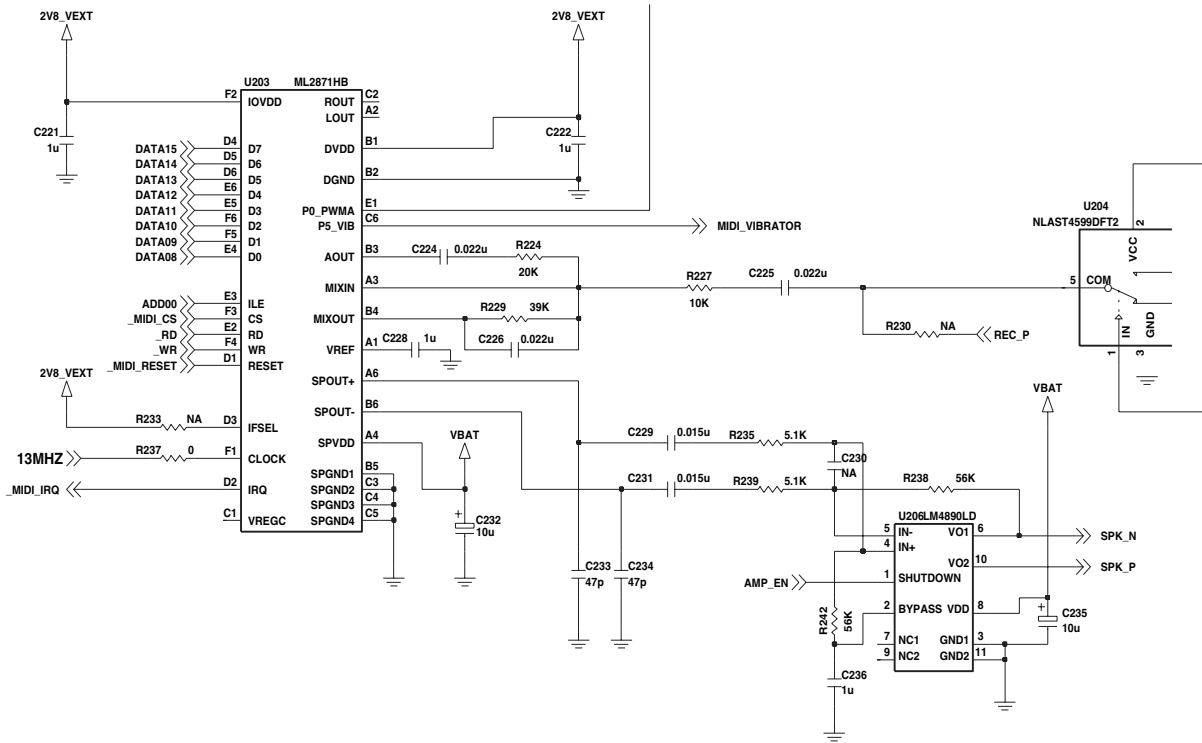 2V8_VEXT
2V8_VEXT
U203 ML2871HB
F2 IOVDD
ROUT C2
LOUT A2
C221
1u
C222
1u
DVDD B1
DGND B2
P0_PWMA E1
P5_VIB C6
MIDI_VIBRATOR
DATA15 D4 D7
DATA14 D5 D6
DATA13 D6 D5
DATA12 E6 D4
DATA11 E5 D3
DATA10 F6 D2
DATA09 F5 D1
DATA08 E4 D0
AOUT B3
C224 0.022u
R224
20K
MIXIN A3
R227
10K
C225 0.022u
MIXOUT B4
R229 39K
C226 0.022u
VREF A1
C228 1u
R230 NA
REC_P
U204
NLAST4599DFT2
2
VCC
5 COM
IN
GND
1
3
ADD00 E3 ILE
_MIDI_CS F3 CS
_RD E2 RD
_WR F4 WR
_MIDI_RESET D1 RESET
2V8_VEXT
R233 NA
D3 IFSEL
13MHZ
R237 0
F1 CLOCK
_MIDI_IRQ D2 IRQ
C1 VREGC
SPOUT+ A6
SPOUT- B6
SPVDD A4
SPGND1 B5
SPGND2 C3
SPGND3 C4
SPGND4 C5
VBAT
+
C232
10u
C229 0.015u
R235 5.1K
C230
NA
C231 0.015u
R239 5.1K
R238 56K
C233
47p
C234
47p
VBAT
U206LM4890LD
5 IN-
4 IN+
VO1 6
SPK_N
VO2 10
SPK_P
AMP_EN
1 SHUTDOWN
2 BYPASS
VDD 8
7 NC1
9 NC2
GND1 3
GND2 11
R242
56K
C236
1u
+
C235
10u